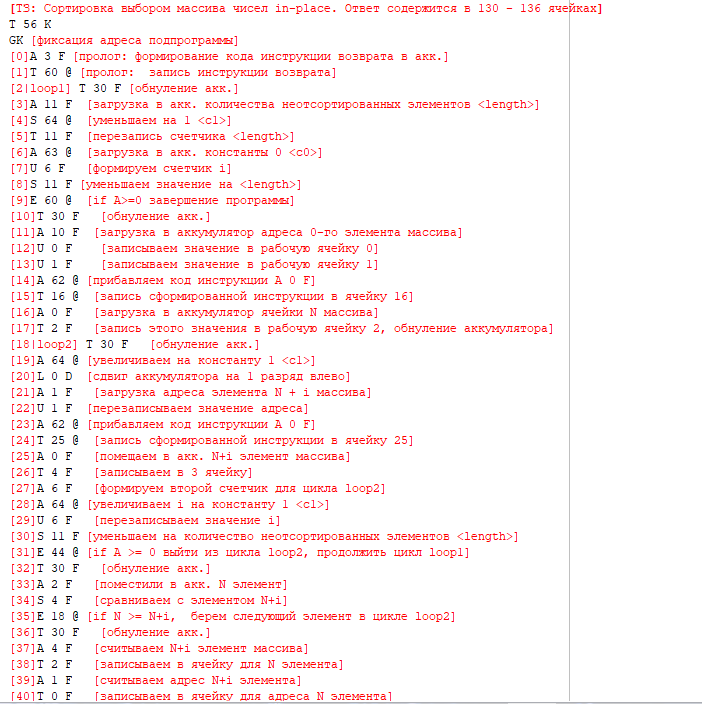 [TS: Сортировка выбором массива чисел in-place. Ответ содержится в 130 - 136 ячейках]
T 56 K
GK [фиксация адреса подпрограммы]
[0]A 3 F [пролог: формирование кода инструкции возврата в акк.]
[1]T 60 @ [пролог:  запись инструкции возврата]
[2|loop1] T 30 F [обнуление акк.]
[3]A 11 F  [загрузка в акк. количества неотсортированных элементов <length>]
[4]S 64 @  [уменьшаем на 1 <c1>]
[5]T 11 F  [перезапись счетчика <length>]
[6]A 63 @  [загрузка в акк. константы 0 <c0>]
[7]U 6 F   [формируем счетчик i]
[8]S 11 F [уменьшаем значение на <length>]
[9]E 60 @  [if A>=0 завершение программы]
[10]T 30 F   [обнуление акк.]
[11]A 10 F  [загрузка в аккумулятор адреса 0-го элемента массива]
[12]U 0 F    [записываем значение в рабочую ячейку 0]
[13]U 1 F    [записываем значение в рабочую ячейку 1]
[14]A 62 @ [прибавляем код инструкции A 0 F]
[15]T 16 @  [запись сформированной инструкции в ячейку 16]
[16]A 0 F   [загрузка в аккумулятор ячейки N массива]
[17]T 2 F   [запись этого значения в рабочую ячейку 2, обнуление аккумулятора]
[18|loop2] T 30 F   [обнуление акк.]
[19]A 64 @ [увеличиваем на константу 1 <c1>]
[20]L 0 D  [сдвиг аккумулятора на 1 разряд влево]
[21]A 1 F   [загрузка адреса элемента N + i массива]
[22]U 1 F   [перезаписываем значение адреса]
[23]A 62 @  [прибавляем код инструкции A 0 F]
[24]T 25 @  [запись сформированной инструкции в ячейку 25]
[25]A 0 F   [помещаем в акк. N+i элемент массива]
[26]T 4 F   [записываем в 3 ячейку]
[27]A 6 F   [формируем второй счетчик для цикла loop2]
[28]A 64 @ [увеличиваем i на константу 1 <c1>]
[29]U 6 F   [перезаписываем значение i]
[30]S 11 F [уменьшаем на количество неотсортированных элементов <length>]
[31]E 44 @ [if A >= 0 выйти из цикла loop2, продолжить цикл loop1]
[32]T 30 F   [обнуление акк.]
[33]A 2 F   [поместили в акк. N элемент]
[34]S 4 F   [сравниваем с элементом N+i]
[35]E 18 @ [if N >= N+i,  берем следующий элемент в цикле loop2]
[36]T 30 F   [обнуление акк.]
[37]A 4 F   [считываем N+i элемент массива]
[38]T 2 F   [записываем в ячейку для N элемента]
[39]A 1 F   [считываем адрес N+i элемента]
[40]T 0 F   [записываем в ячейку для адреса N элемента]